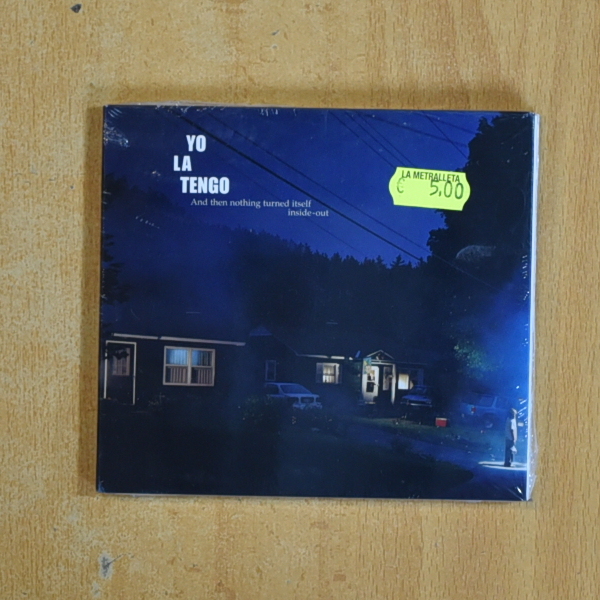 YO
LA
TENGO
And then nothing turned itself
inside-out
LA METRALLETA
€ 5,00